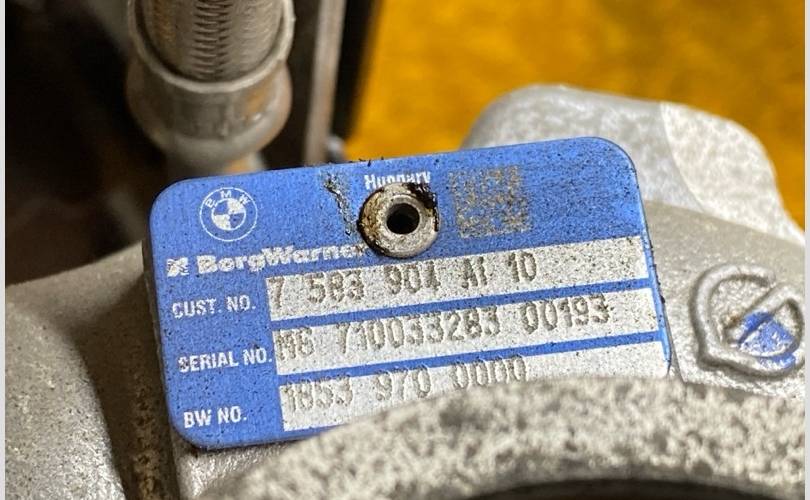 Hungary
BMW
BorgWarner
CUST. NO. 7 583 904 AI 10
SERIAL NO. MG 710033283 00193
BW NO. 1853 970 0000